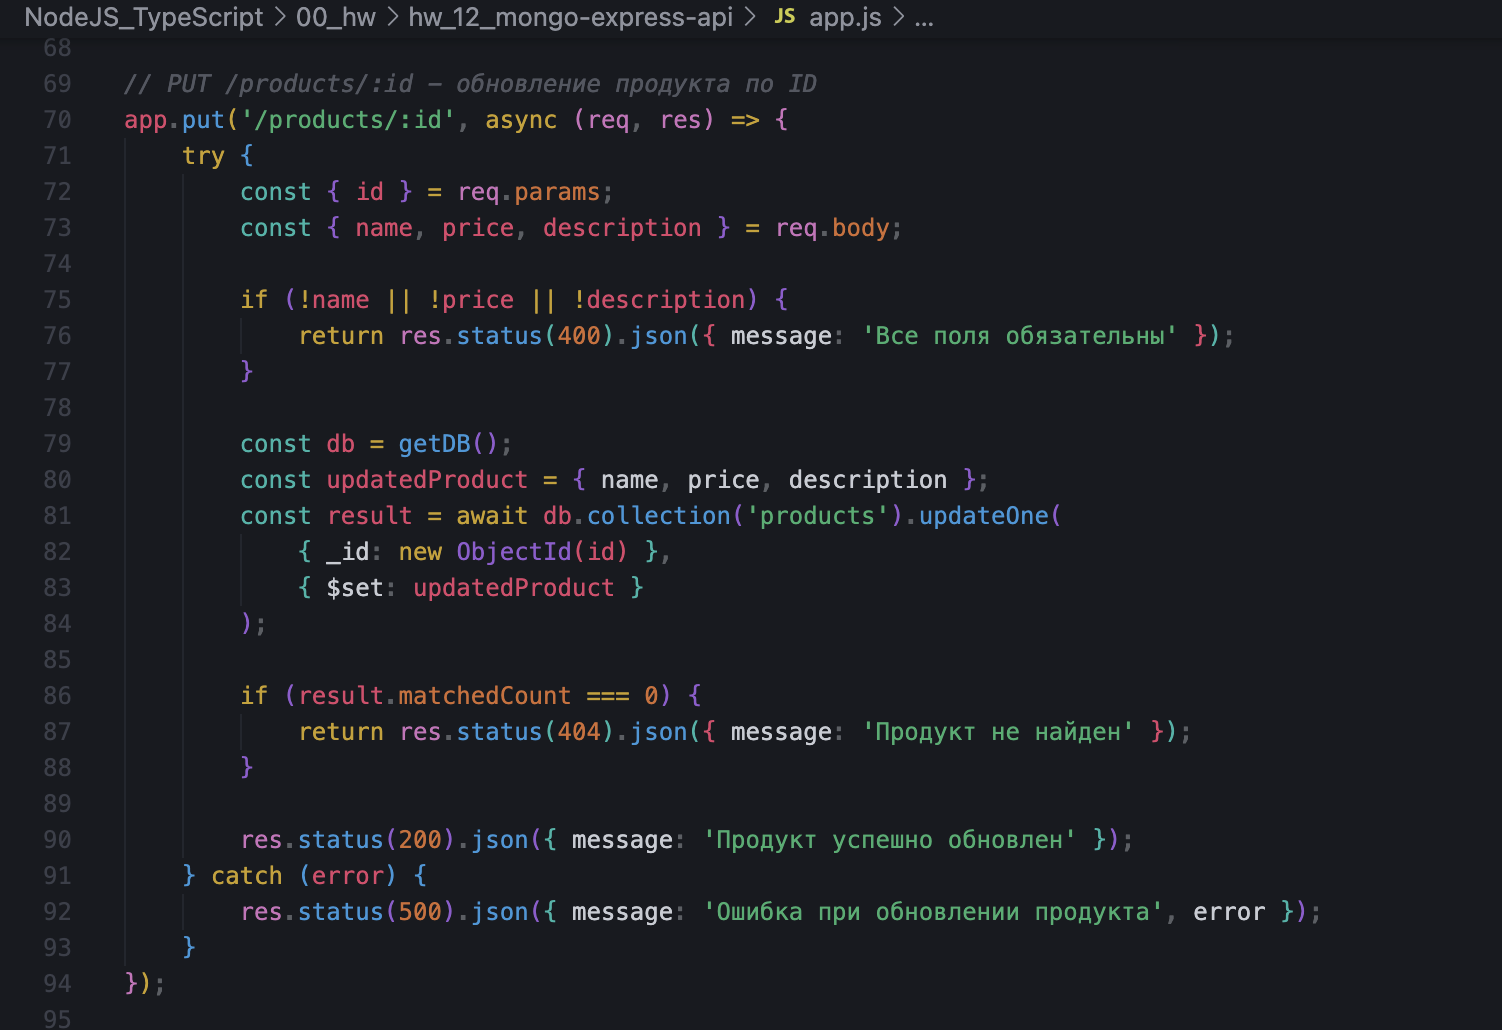 NodeJS_TypeScript > 00_hw > hw_12_mongo-express-api > JS app.js > ...
68
69 // PUT /products/:id – обновление продукта по ID
70 app.put('/products/:id', async (req, res) => {
71 try {
72 const { id } = req.params;
73 const { name, price, description } = req.body;
74
75 if (!name || !price || !description) {
76 return res.status(400).json({ message: 'Все поля обязательны' });
77 }
78
79 const db = getDB();
80 const updatedProduct = { name, price, description };
81 const result = await db.collection('products').updateOne(
82 { _id: new ObjectId(id) },
83 { $set: updatedProduct }
84 );
85
86 if (result.matchedCount === 0) {
87 return res.status(404).json({ message: 'Продукт не найден' });
88 }
89
90 res.status(200).json({ message: 'Продукт успешно обновлен' });
91 } catch (error) {
92 res.status(500).json({ message: 'Ошибка при обновлении продукта', error });
93 }
94 });
95